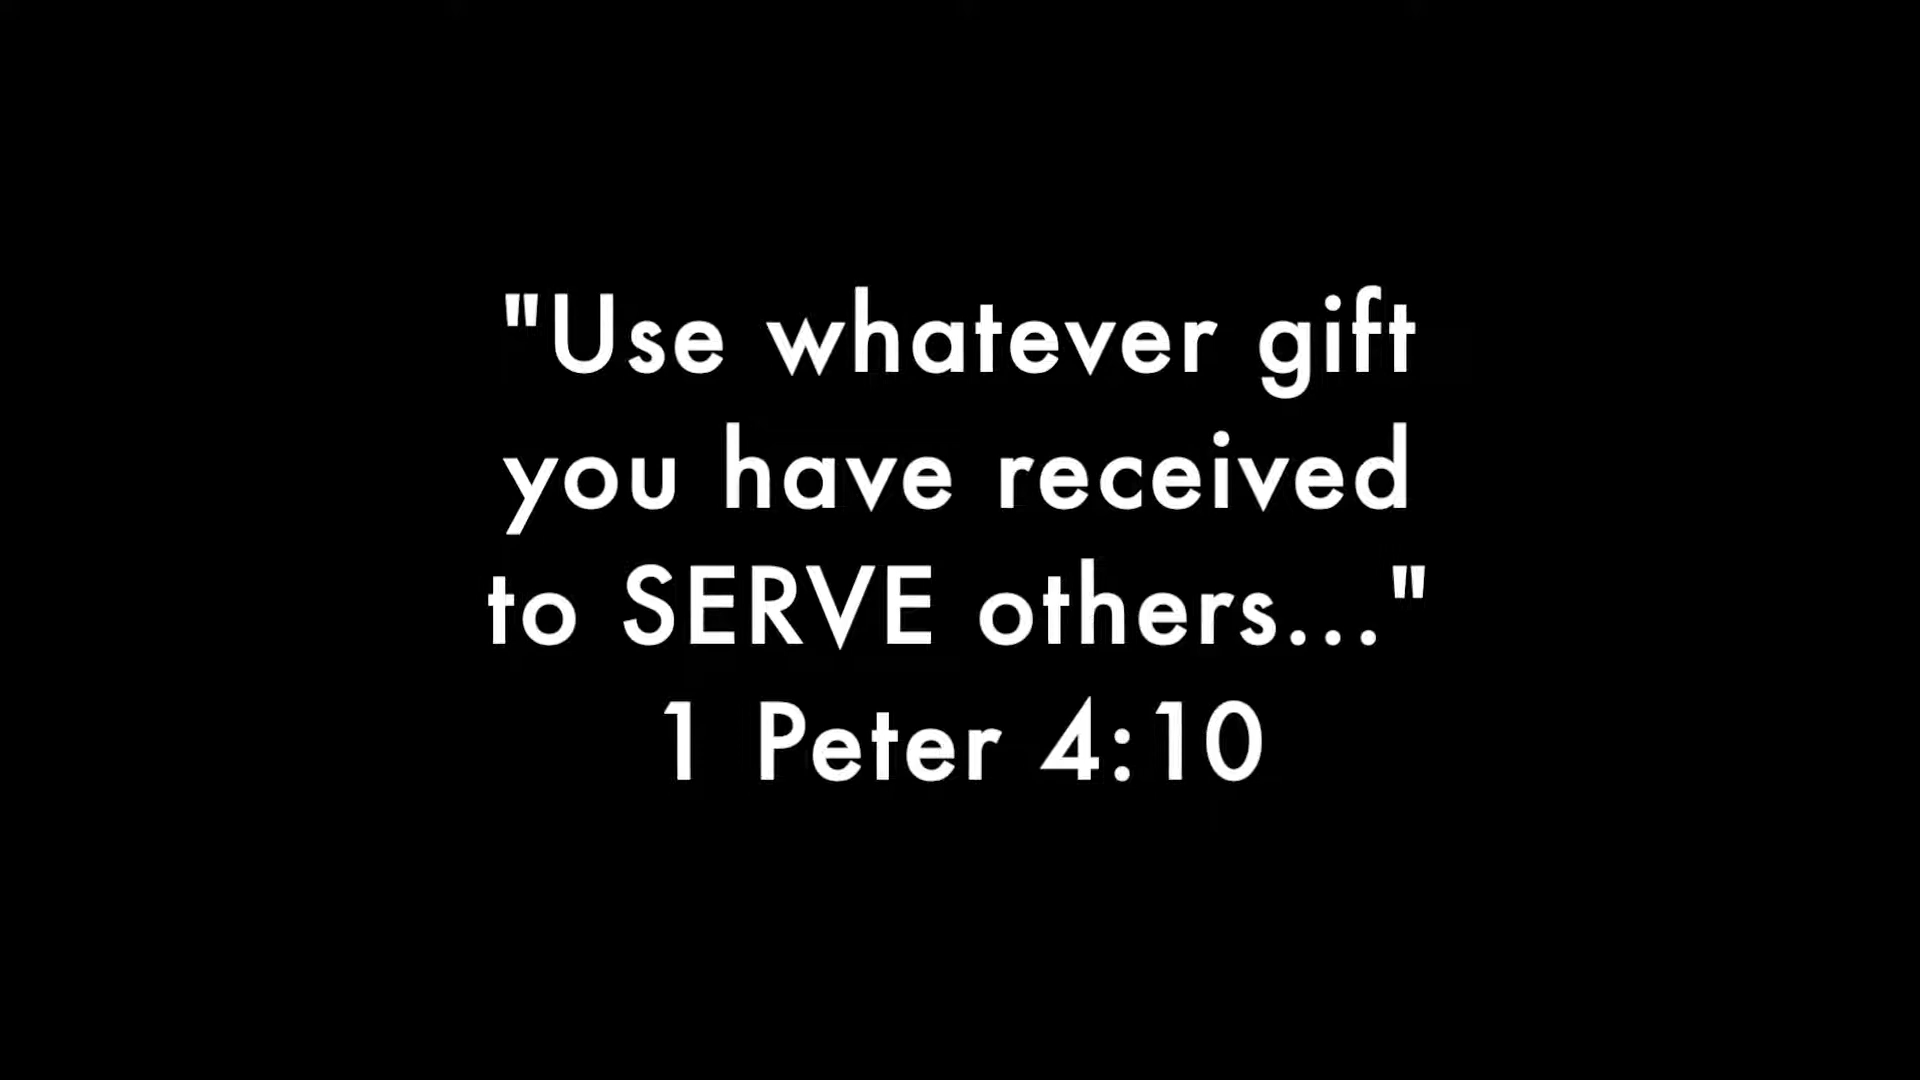 "Use whatever gift
you have received
to SERVE others..."
1 Peter 4:10